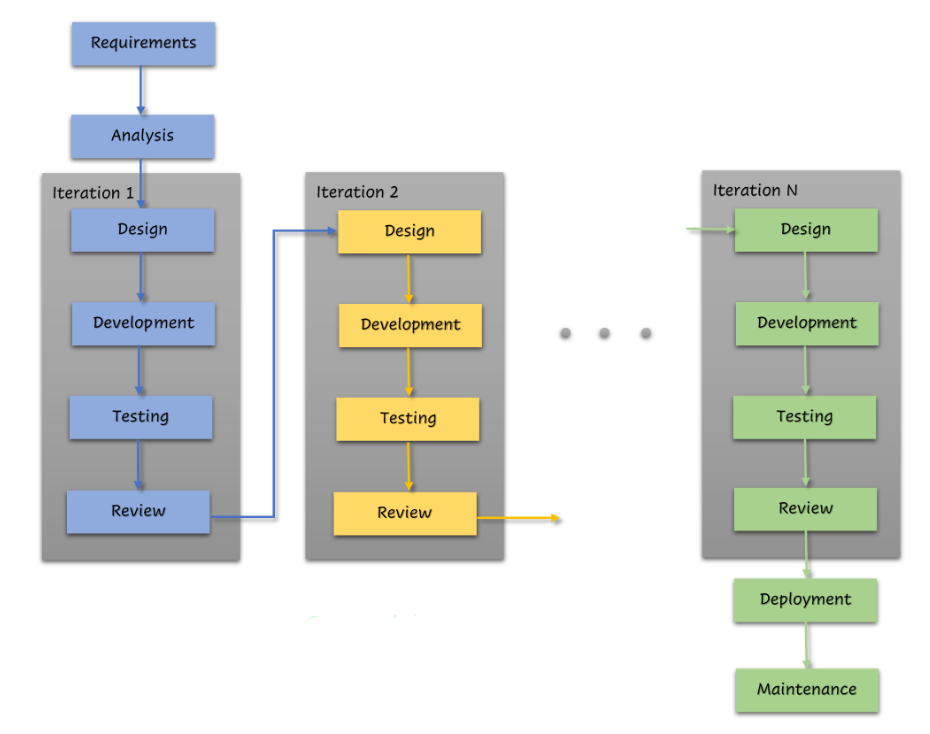 Requirements
Analysis
Iteration 1
Design
Development
Testing
Review
Iteration 2
Design
Development
Testing
Review
Iteration N
Design
Development
Testing
Review
Deployment
Maintenance